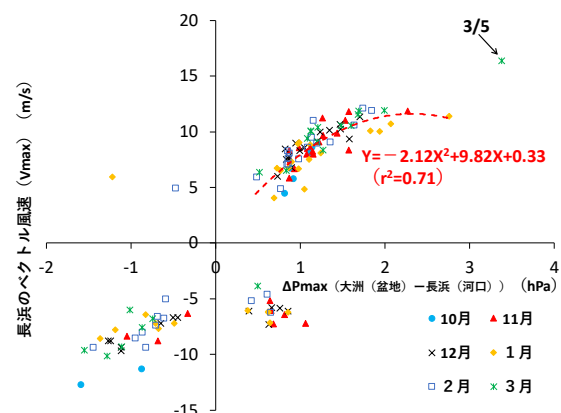 20
3/5
15
10
5
0
-5
-10
-15
-2
-1
0
1
2
3
4
長浜のベクトル風速（Vmax）（m/s）
Y=－2.12X²+9.82X+0.33
（r²=0.71）
ΔPmax（大洲（盆地）ー長浜（河口））（hPa）
10月
11月
12月
1月
2月
3月